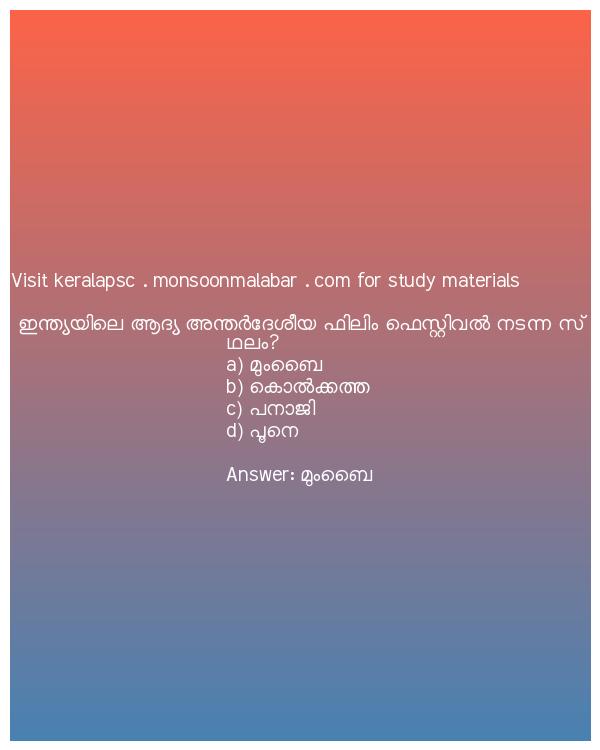 Visit keralapsc . monsoonmalabar . com for study materials
ഇന്ത്യയിലെ ആദ്യ അന്തർദേശീയ ഫിലിം ഫെസ്റ്റിവൽ നടന്ന സ്
ഥലം?
a) മുംബൈ
b) കൊൽക്കത്ത
c) പനാജി
d) പൂനെ
Answer: മുംബൈ